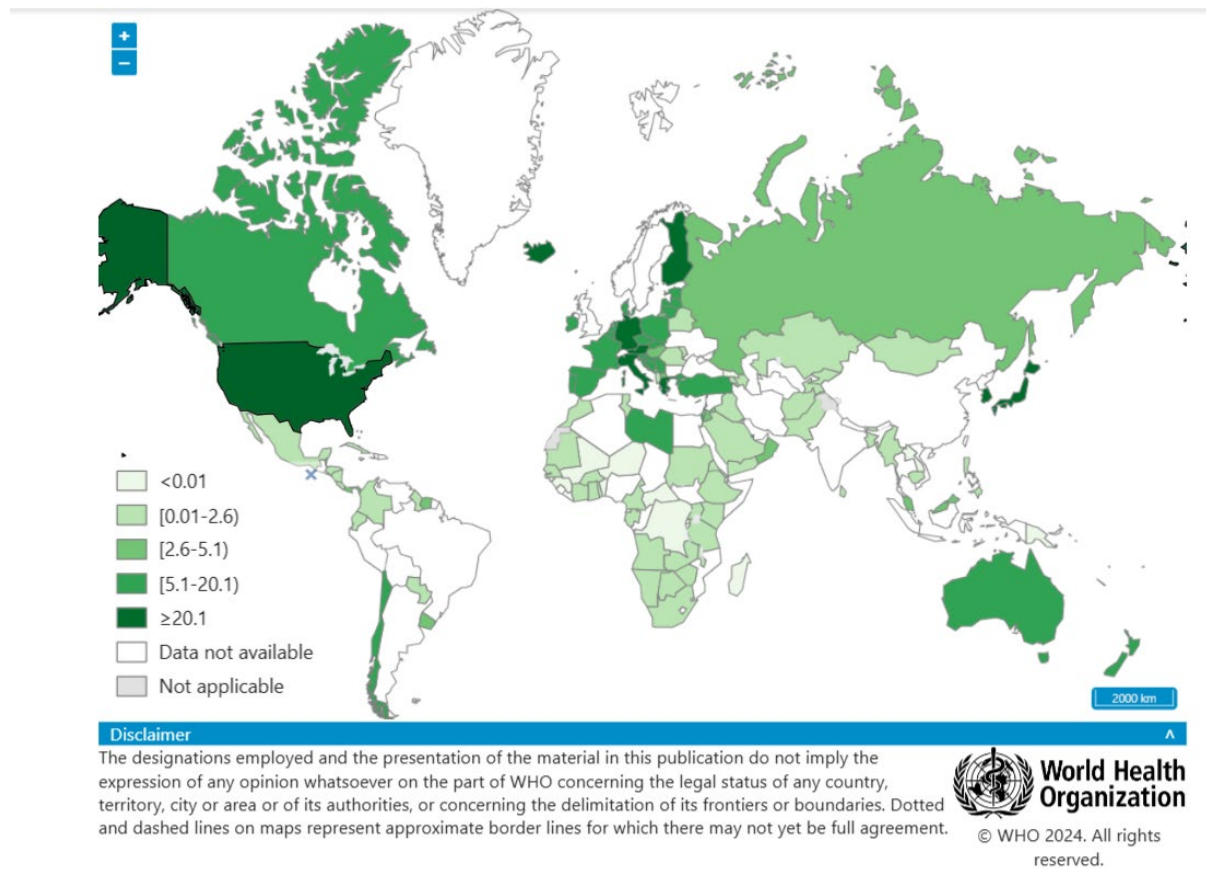 +
−
<0.01
[0.01-2.6)
[2.6-5.1)
[5.1-20.1)
≥20.1
Data not available
Not applicable
2000 km
Disclaimer
The designations employed and the presentation of the material in this publication do not imply the
expression of any opinion whatsoever on the part of WHO concerning the legal status of any country,
territory, city or area or of its authorities, or concerning the delimitation of its frontiers or boundaries. Dotted
and dashed lines on maps represent approximate border lines for which there may not yet be full agreement.
World Health
Organization
© WHO 2024. All rights
reserved.